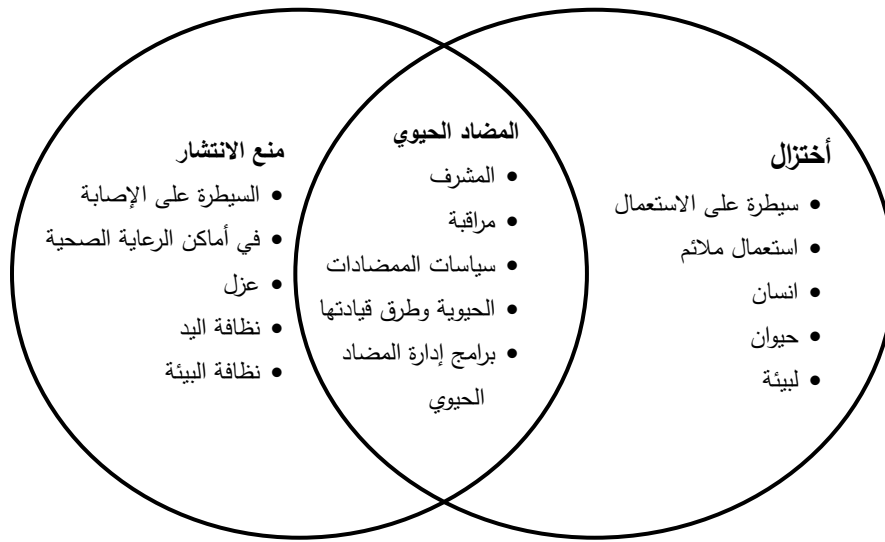 أختزال
• سيطرة على الاستعمال
• استعمال ملائم
• انسان
• حيوان
• لبيئة
المضاد الحيوي
• المشرف
• مراقبة
• سياسات الممضادات
• الحيوية وطرق قيادتها
• برامج إدارة المضاد
الحيوي
منع الانتشار
• السيطرة على الإصابة
• في أماكن الرعاية الصحية
• عزل
• نظافة اليد
• نظافة البيئة